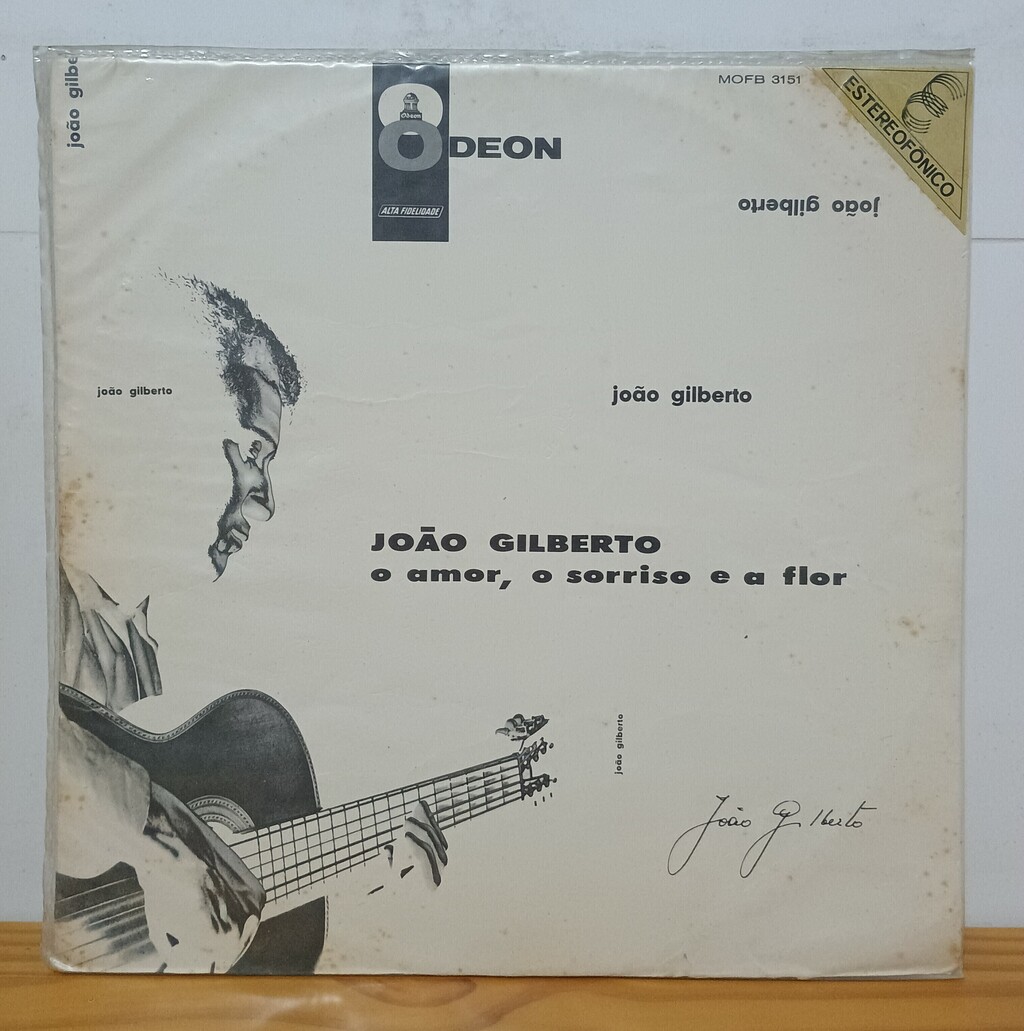 joão gilbe
Odeon
ODEON
ALTA FIDELIDADE
MOFB 3151
ESTEREOFÔNICO
joão gilberto
joão gilberto
joão gilberto
JOÃO GILBERTO
o amor, o sorriso e a flor
joão gilberto
João Gilberto